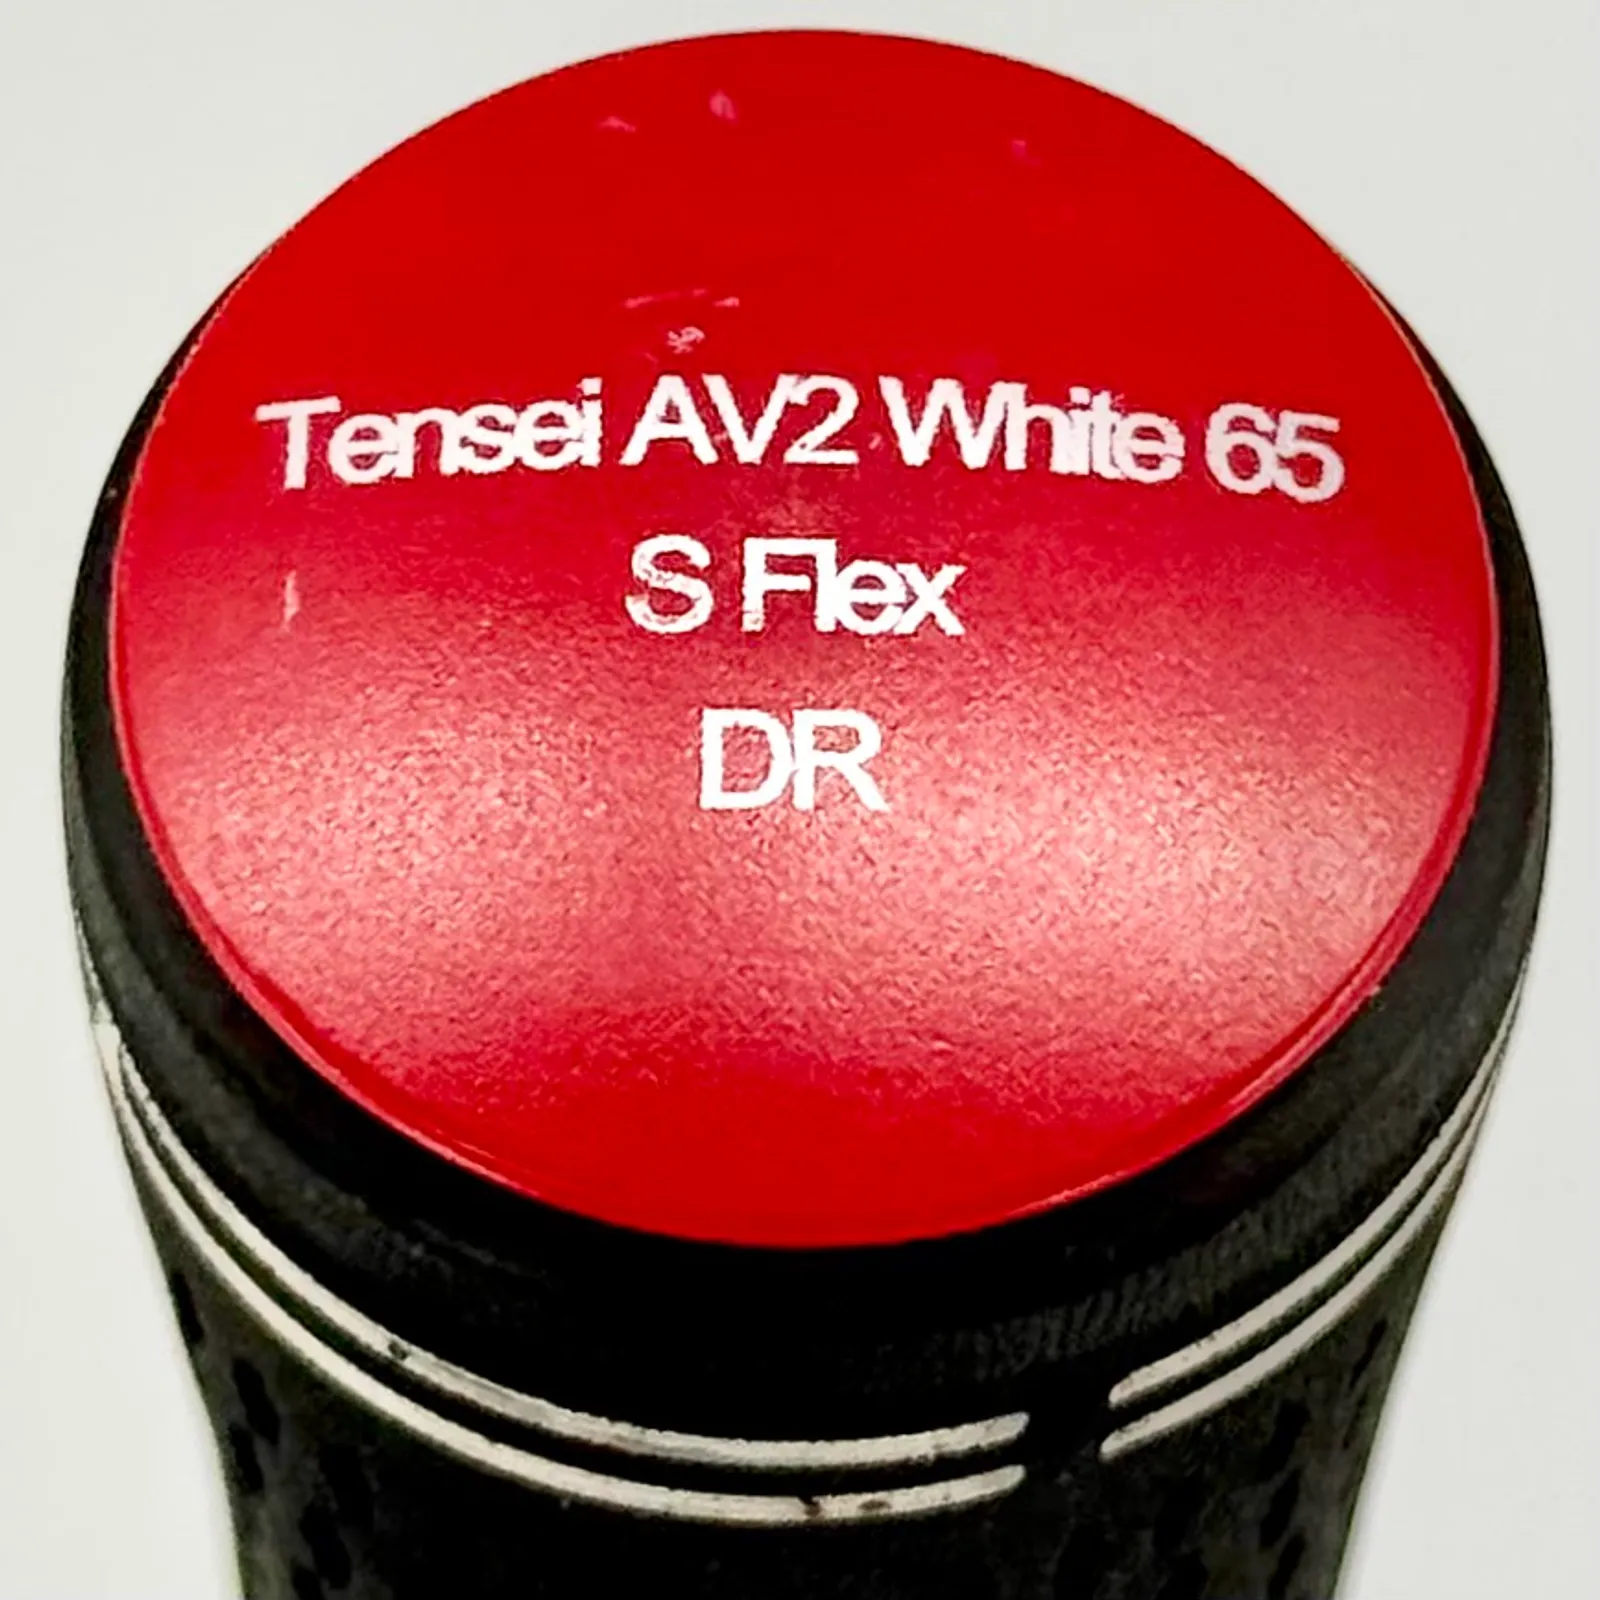 Tensei AV2 White 65
S Flex
DR